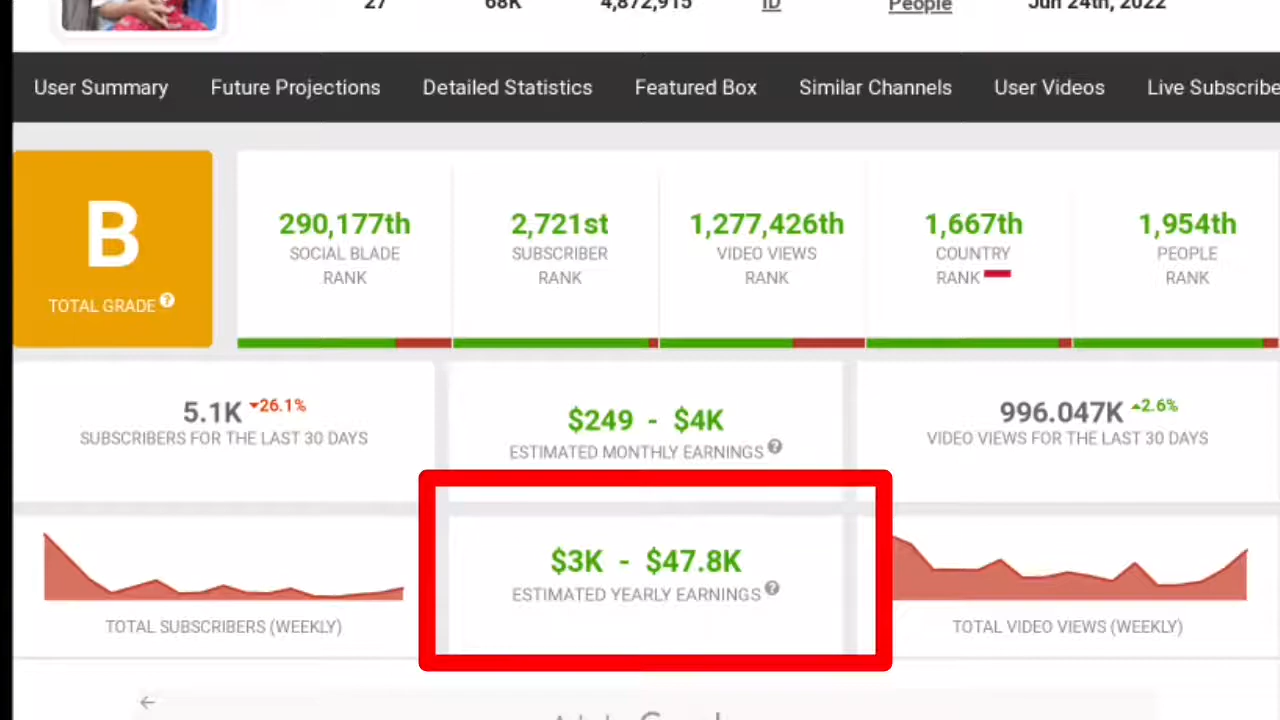 27 68K 4,872,915 ID People Jun 24th, 2022
User Summary Future Projections Detailed Statistics Featured Box Similar Channels User Videos Live Subscribe
B
TOTAL GRADE ?
290,177th 2,721st 1,277,426th 1,667th 1,954th
SOCIAL BLADE SUBSCRIBER VIDEO VIEWS COUNTRY PEOPLE
RANK RANK RANK RANK RANK
5.1K 26.1%
SUBSCRIBERS FOR THE LAST 30 DAYS
$249 - $4K
ESTIMATED MONTHLY EARNINGS ?
996.047K 2.6%
VIDEO VIEWS FOR THE LAST 30 DAYS
TOTAL SUBSCRIBERS (WEEKLY)
$3K - $47.8K
ESTIMATED YEARLY EARNINGS ?
TOTAL VIDEO VIEWS (WEEKLY)